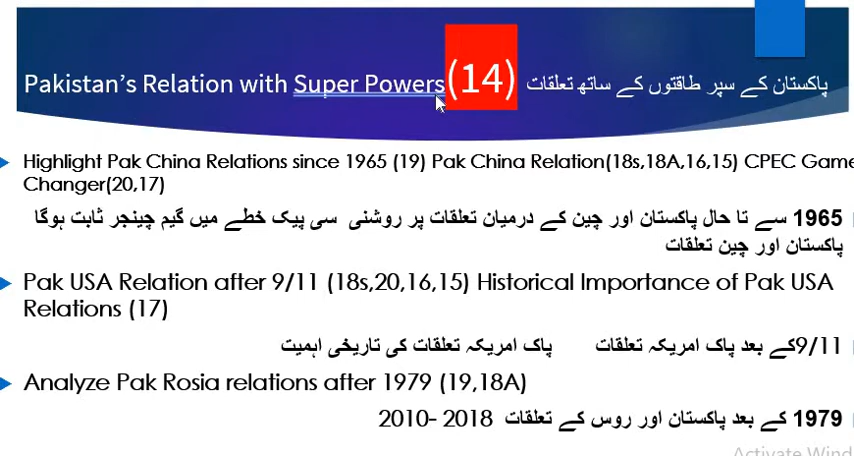 Pakistan's Relation with Super Powers(14) پاکستان کے سپر طاقتوں کے ساتھ تعلقات
Highlight Pak China Relations since 1965 (19) Pak China Relation(18s,18A,16,15) CPEC Game
Changer(20,17)
1965 سے تا حال پاکستان اور چین کے درمیان تعلقات پر روشنی سی پیک خطے میں گیم چینجر ثابت ہوگا
پاکستان اور چین تعلقات
Pak USA Relation after 9/11 (18s,20,16,15) Historical Importance of Pak USA
Relations (17)
9/11کے بعد پاک امریکہ تعلقات پاک امریکہ تعلقات کی تاریخی اہمیت
Analyze Pak Rosia relations after 1979 (19,18A)
1979 کے بعد پاکستان اور روس کے تعلقات 2018 -2010
Activate Wind